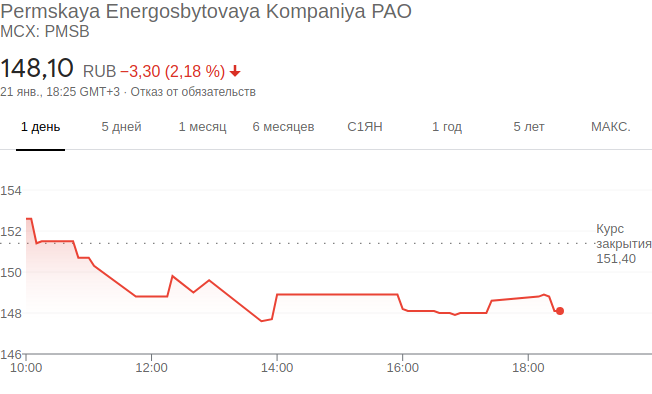 Permskaya Energosbytovaya Kompaniya PAO
MCX: PMSB
148,10 RUB −3,30 (2,18 %)
21 янв., 18:25 GMT+3 · Отказ от обязательств
1 день 5 дней 1 месяц 6 месяцев С1ЯН 1 год 5 лет МАКС.
154
152
150
148
146
Курс
закрытия
151,40
10:00 12:00 14:00 16:00 18:00